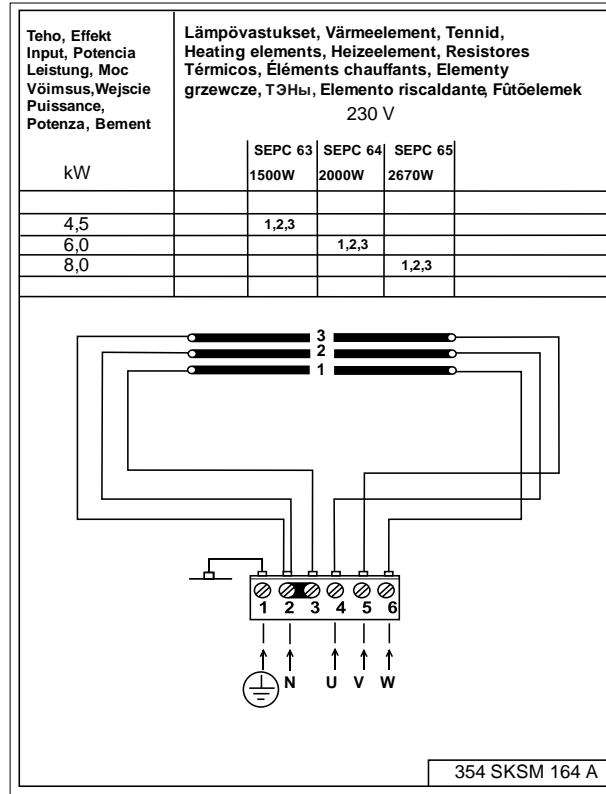 Teho, Effekt
Input, Potencia
Leistung, Moc
Vöimsus,Wejscie
Puissance,
Potenza, Bement
kW
Lämpövastukset, Värmeelement, Tennid,
Heating elements, Heizeelement, Resistores
Térmicos, Éléments chauffants, Elementy
grzewcze, ТЭНы, Elemento riscaldante, Fûtõelemek
230 V
SEPC 63 SEPC 64 SEPC 65
1500W 2000W 2670W
4,5 1,2,3
6,0 1,2,3
8,0 1,2,3
3
2
1
1 2 3 4 5 6
N U V W
354 SKSM 164 A